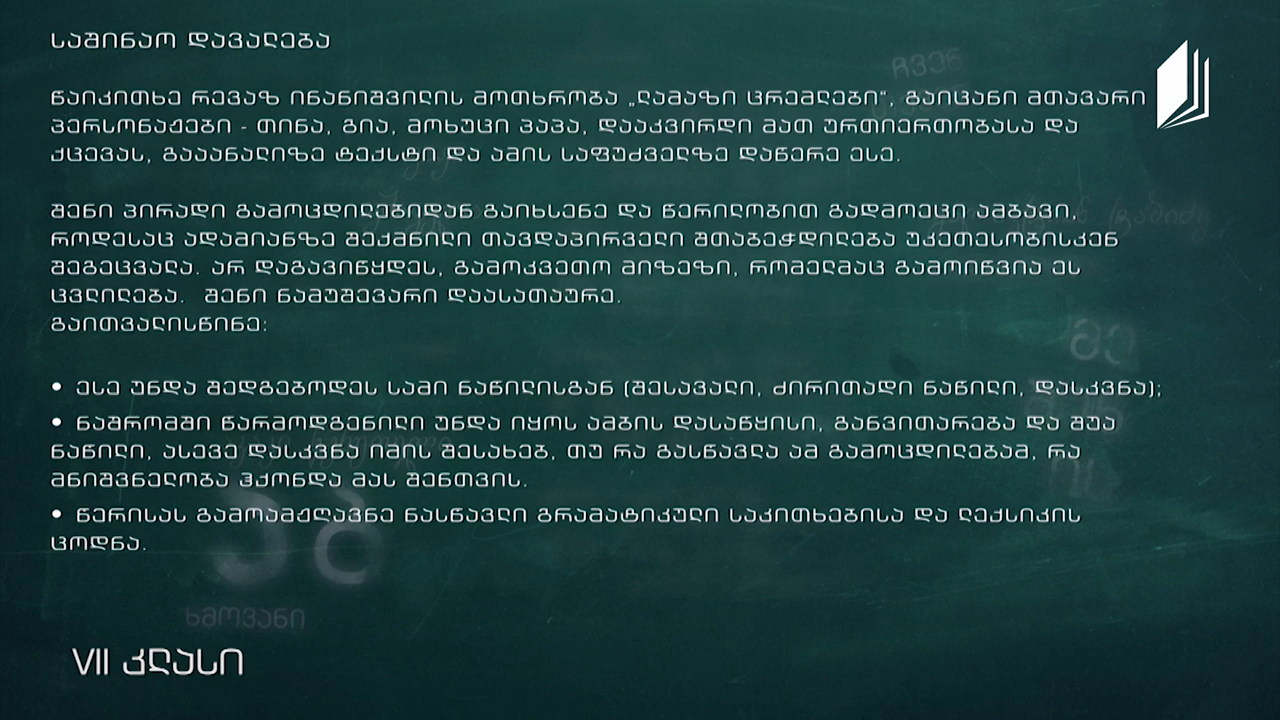 საშინაო დავალება
წაიკითხე რევაზ ინანიშვილის მოთხრობა „ლამაზი ცრემლები“, გაიცანი მთავარი
პერსონაჟები - თინა, გია, მოხუცი პაპა, დააკვირდი მათ ურთიერთობასა და
ქცევას, გააანალიზე ტექსტი და ამის საფუძველზე დაწერე ესე.
შენი პირადი გამოცდილებიდან გაიხსენე და წერილობით გადმოეცი ამბავი,
როდესაც ადამიანზე შექმნილი თავდაპირველი შთაბეჭდილება უკეთესობისკენ
შეგეცვალა. არ დაგავიწყდეს, გამოკვეთო მიზეზი, რომელმაც გამოიწვია ეს
ცვლილება. შენი ნამუშევარი დაასათაურე.
გაითვალისწინე:
• ესე უნდა შედგებოდეს სამი ნაწილისგან (შესავალი, ძირითადი ნაწილი, დასკვნა);
• ნაშრომში წარმოდგენილი უნდა იყოს ამბის დასაწყისი, განვითარება და შუა
ნაწილი, ასევე დასკვნა იმის შესახებ, თუ რა გასწავლა ამ გამოცდილებამ, რა
მნიშვნელობა ჰქონდა მას შენთვის.
• წერისას გამოამჟღავნე ნასწავლი გრამატიკული საკითხებისა და ლექსიკის
ცოდნა.
ჩვენ
მე
აბ
ხმოვანი
VII კლასი